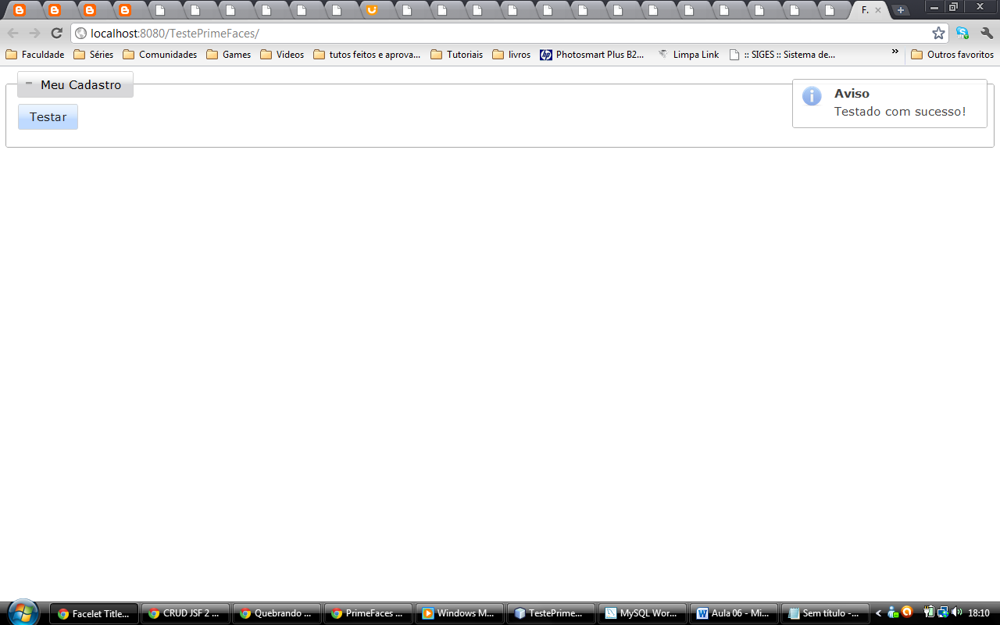 F.
localhost:8080/TestePrimeFaces/
Faculdade Séries Comunidades Games Videos tutos feitos e aprova... Tutoriais livros Photosmart Plus B2... Limpa Link :: SIGES :: Sistema de... » Outros favoritos
Meu Cadastro
Testar
Aviso
Testado com sucesso!
Facelet Title... CRUD JSF 2 ... Quebrando ... PrimeFaces ... Windows M... TestePrime... MySQL Wor... Aula 06 - Mi... Sem título -... 18:10